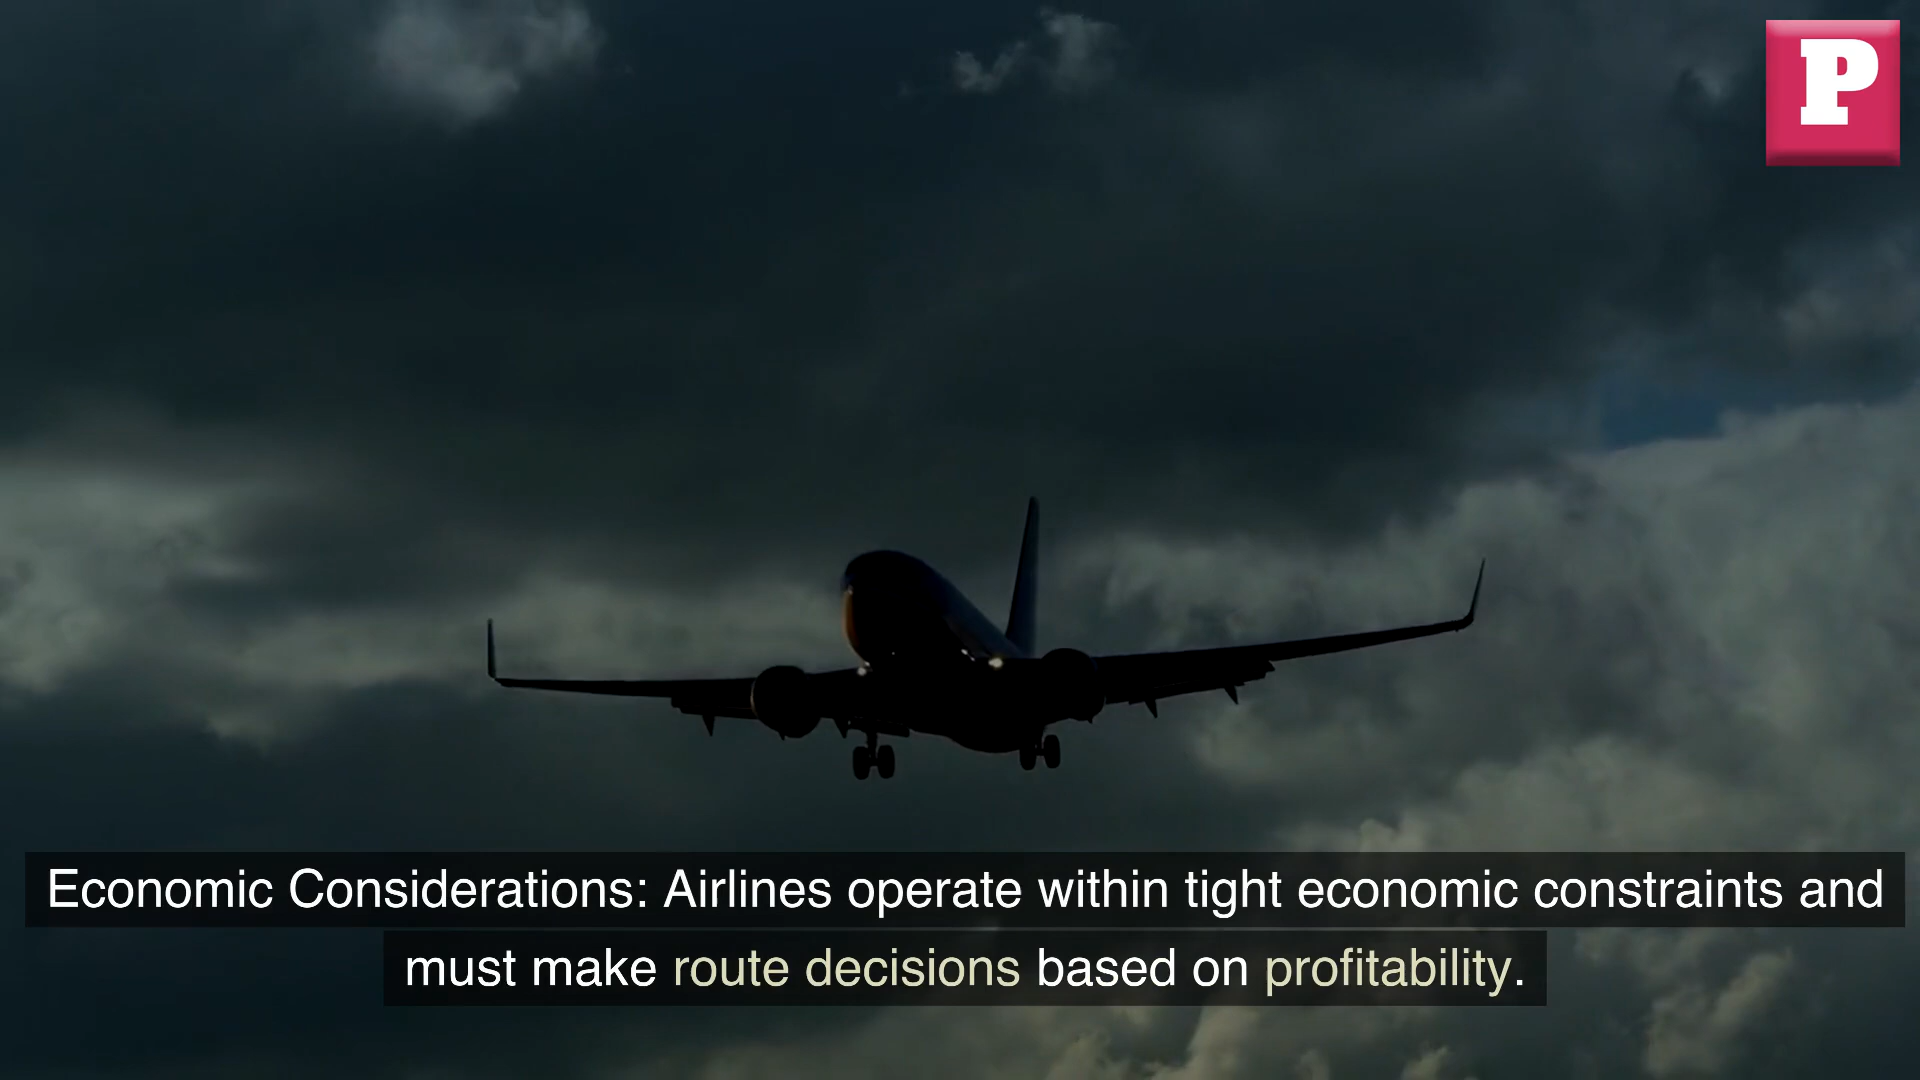 P
Economic Considerations: Airlines operate within tight economic constraints and
must make route decisions based on profitability.